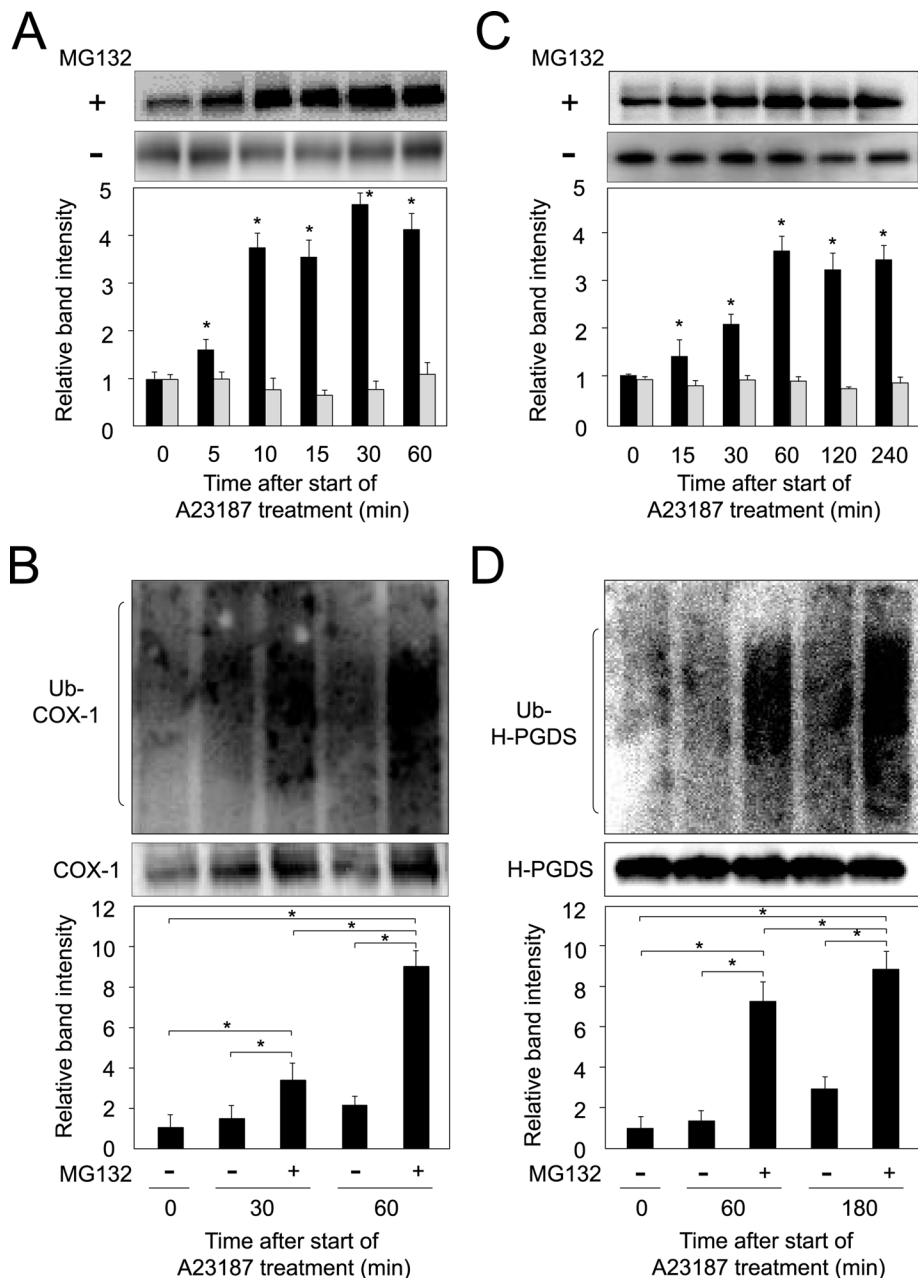 A
MG132
+
-
5
4
3
2
1
0
Relative band intensity
* * * * *
0 5 10 15 30 60
Time after start of
A23187 treatment (min)
B
Ub-
COX-1
COX-1
12
10
8
6
4
2
0
Relative band intensity
*
*
*
*
*
MG132 - - + - +
0 30 60
Time after start of
A23187 treatment (min)
C
MG132
+
-
5
4
3
2
1
0
Relative band intensity
* * * * *
0 15 30 60 120 240
Time after start of
A23187 treatment (min)
D
Ub-
H-PGDS
H-PGDS
12
10
8
6
4
2
0
Relative band intensity
*
*
*
*
*
MG132 - - + - +
0 60 180
Time after start of
A23187 treatment (min)